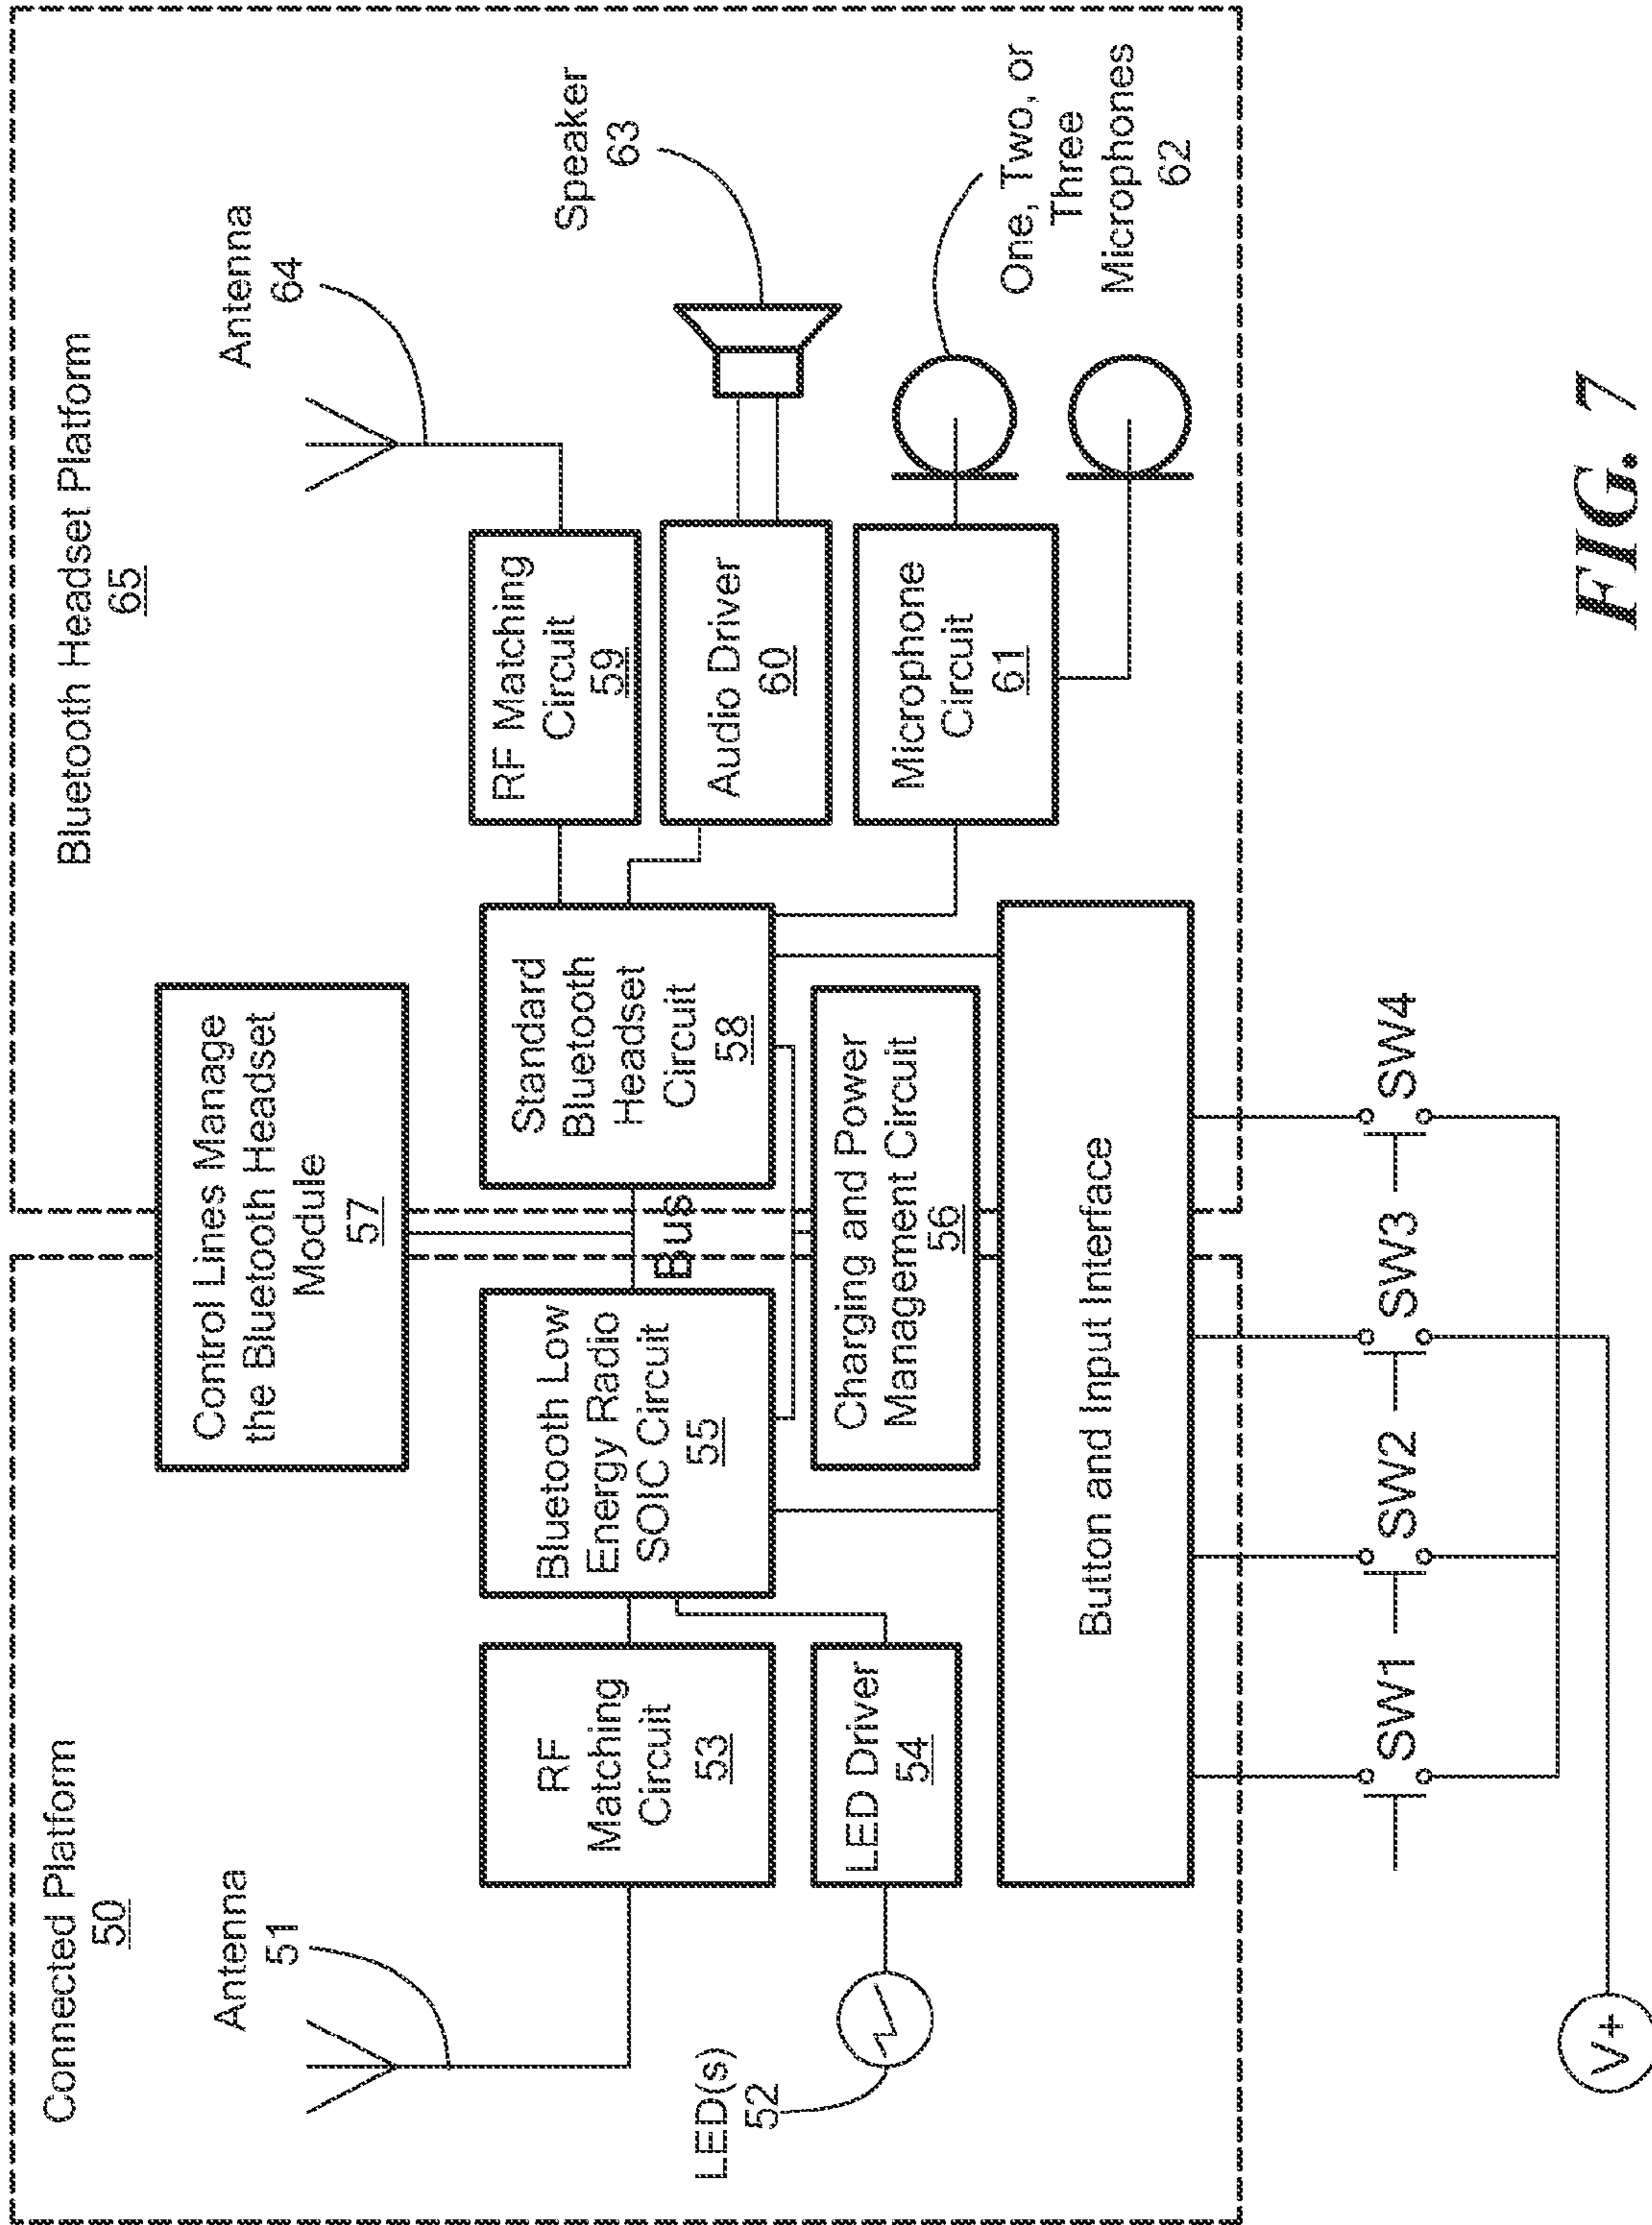 Connected Platform
50
Antenna
51
LED(s)
52
RF
Matching
Circuit
53
LED Driver
54
Bluetooth Low
Energy Radio
SOIC Circuit
55
Bus
Control Lines Manage
the Bluetooth Headset
Module
57
Charging and Power
Management Circuit
56
Button and Input Interface
Bluetooth Headset Platform
65
Standard
Bluetooth
Headset
Circuit
58
Antenna
64
RF Matching
Circuit
59
Audio Driver
60
Microphone
Circuit
61
Speaker
63
One, Two, or
Three
Microphones
62
SW1
SW2
SW3
SW4
V+
FIG. 7